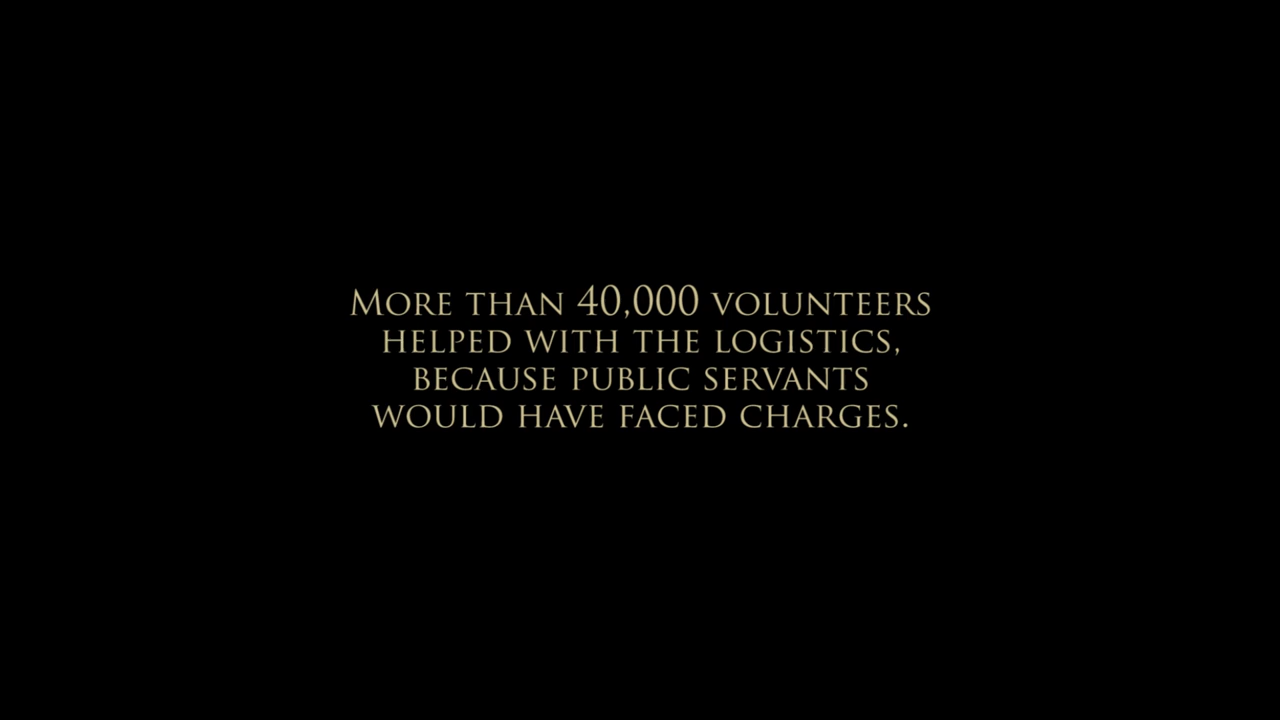 More than 40,000 volunteers
helped with the logistics,
because public servants
would have faced charges.